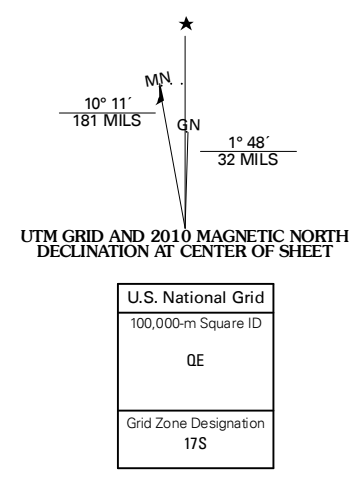 ★
MN
10° 11´
181 MILS
GN
1° 48´
32 MILS
UTM GRID AND 2010 MAGNETIC NORTH
DECLINATION AT CENTER OF SHEET
U.S. National Grid
100,000-m Square ID
QE
Grid Zone Designation
17S